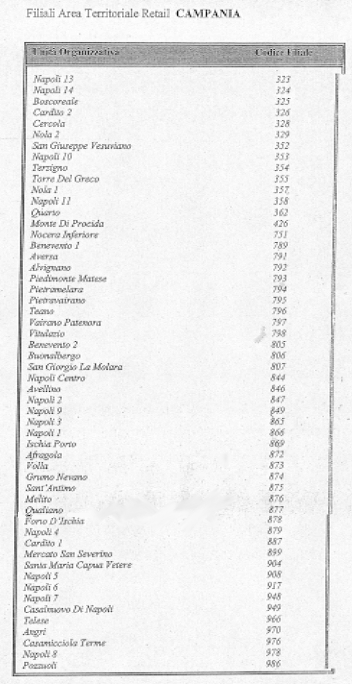 Filiali Area Territoriale Retail CAMPANIA
Unità Organizzativa Codice Filiale
Napoli 13 323
Napoli 14 324
Boscoreale 325
Cardito 2 326
Cercola 328
Nola 2 329
San Giuseppe Vesuviano 352
Napoli 10 353
Terzigno 354
Torre Del Greco 355
Nola 1 357
Napoli 11 358
Quarto 362
Monte Di Procida 426
Nocera Inferiore 751
Benevento 1 789
Aversa 791
Alvignano 792
Piedimonte Matese 793
Pietramelara 794
Pietravairano 795
Teano 796
Vairano Patenora 797
Vitulazio 798
Benevento 2 805
Buonalbergo 806
San Giorgio La Molara 807
Napoli Centro 844
Avellino 846
Napoli 2 847
Napoli 9 849
Napoli 3 865
Napoli 1 866
Ischia Porto 869
Afragola 872
Volla 873
Grumo Nevano 874
Sant'Antimo 875
Melito 876
Qualiano 877
Forio D'Ischia 878
Napoli 4 879
Cardito 1 887
Mercato San Severino 899
Santa Maria Capua Vetere 904
Napoli 5 908
Napoli 6 917
Napoli 7 948
Casalnuovo Di Napoli 949
Telese 966
Angri 970
Casamicciola Terme 976
Napoli 8 978
Pozzuoli 986